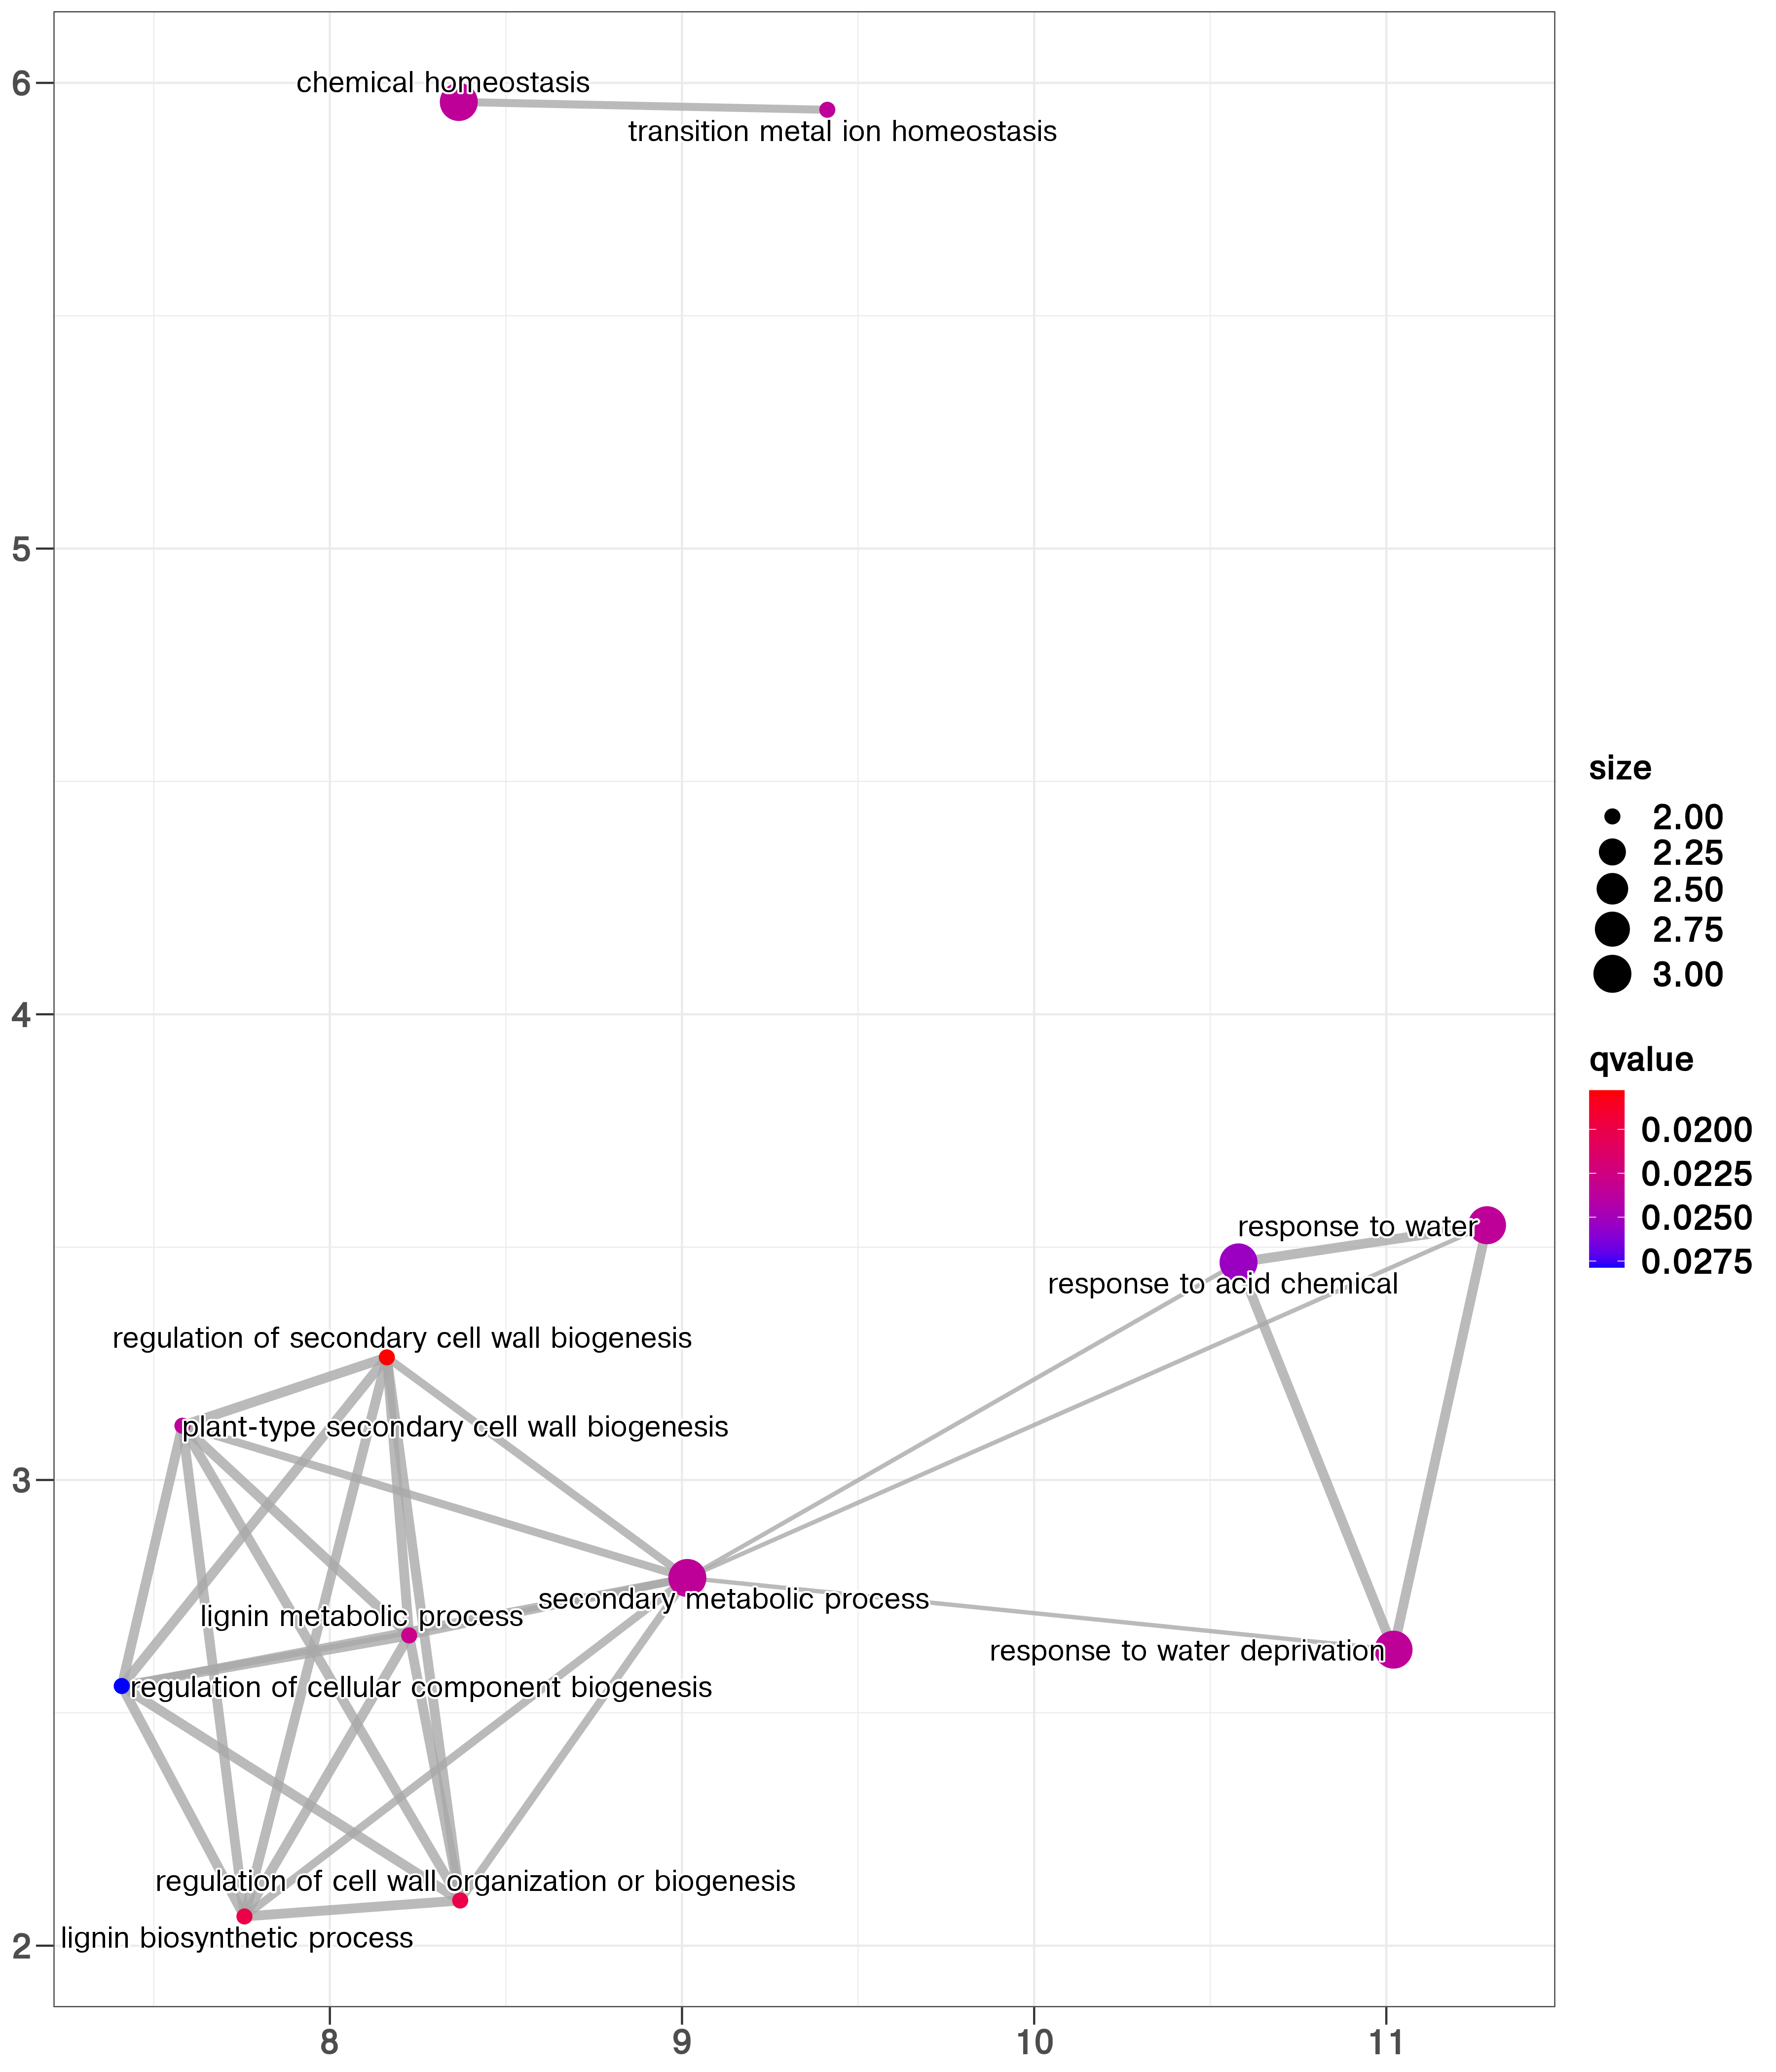 chemical homeostasis
transition metal ion homeostasis
response to water
response to acid chemical
regulation of secondary cell wall biogenesis
plant-type secondary cell wall biogenesis
secondary metabolic process
lignin metabolic process
response to water deprivation
regulation of cellular component biogenesis
regulation of cell wall organization or biogenesis
lignin biosynthetic process
6
5
4
3
2
8
9
10
11
size
2.00
2.25
2.50
2.75
3.00
qvalue
0.0200
0.0225
0.0250
0.0275